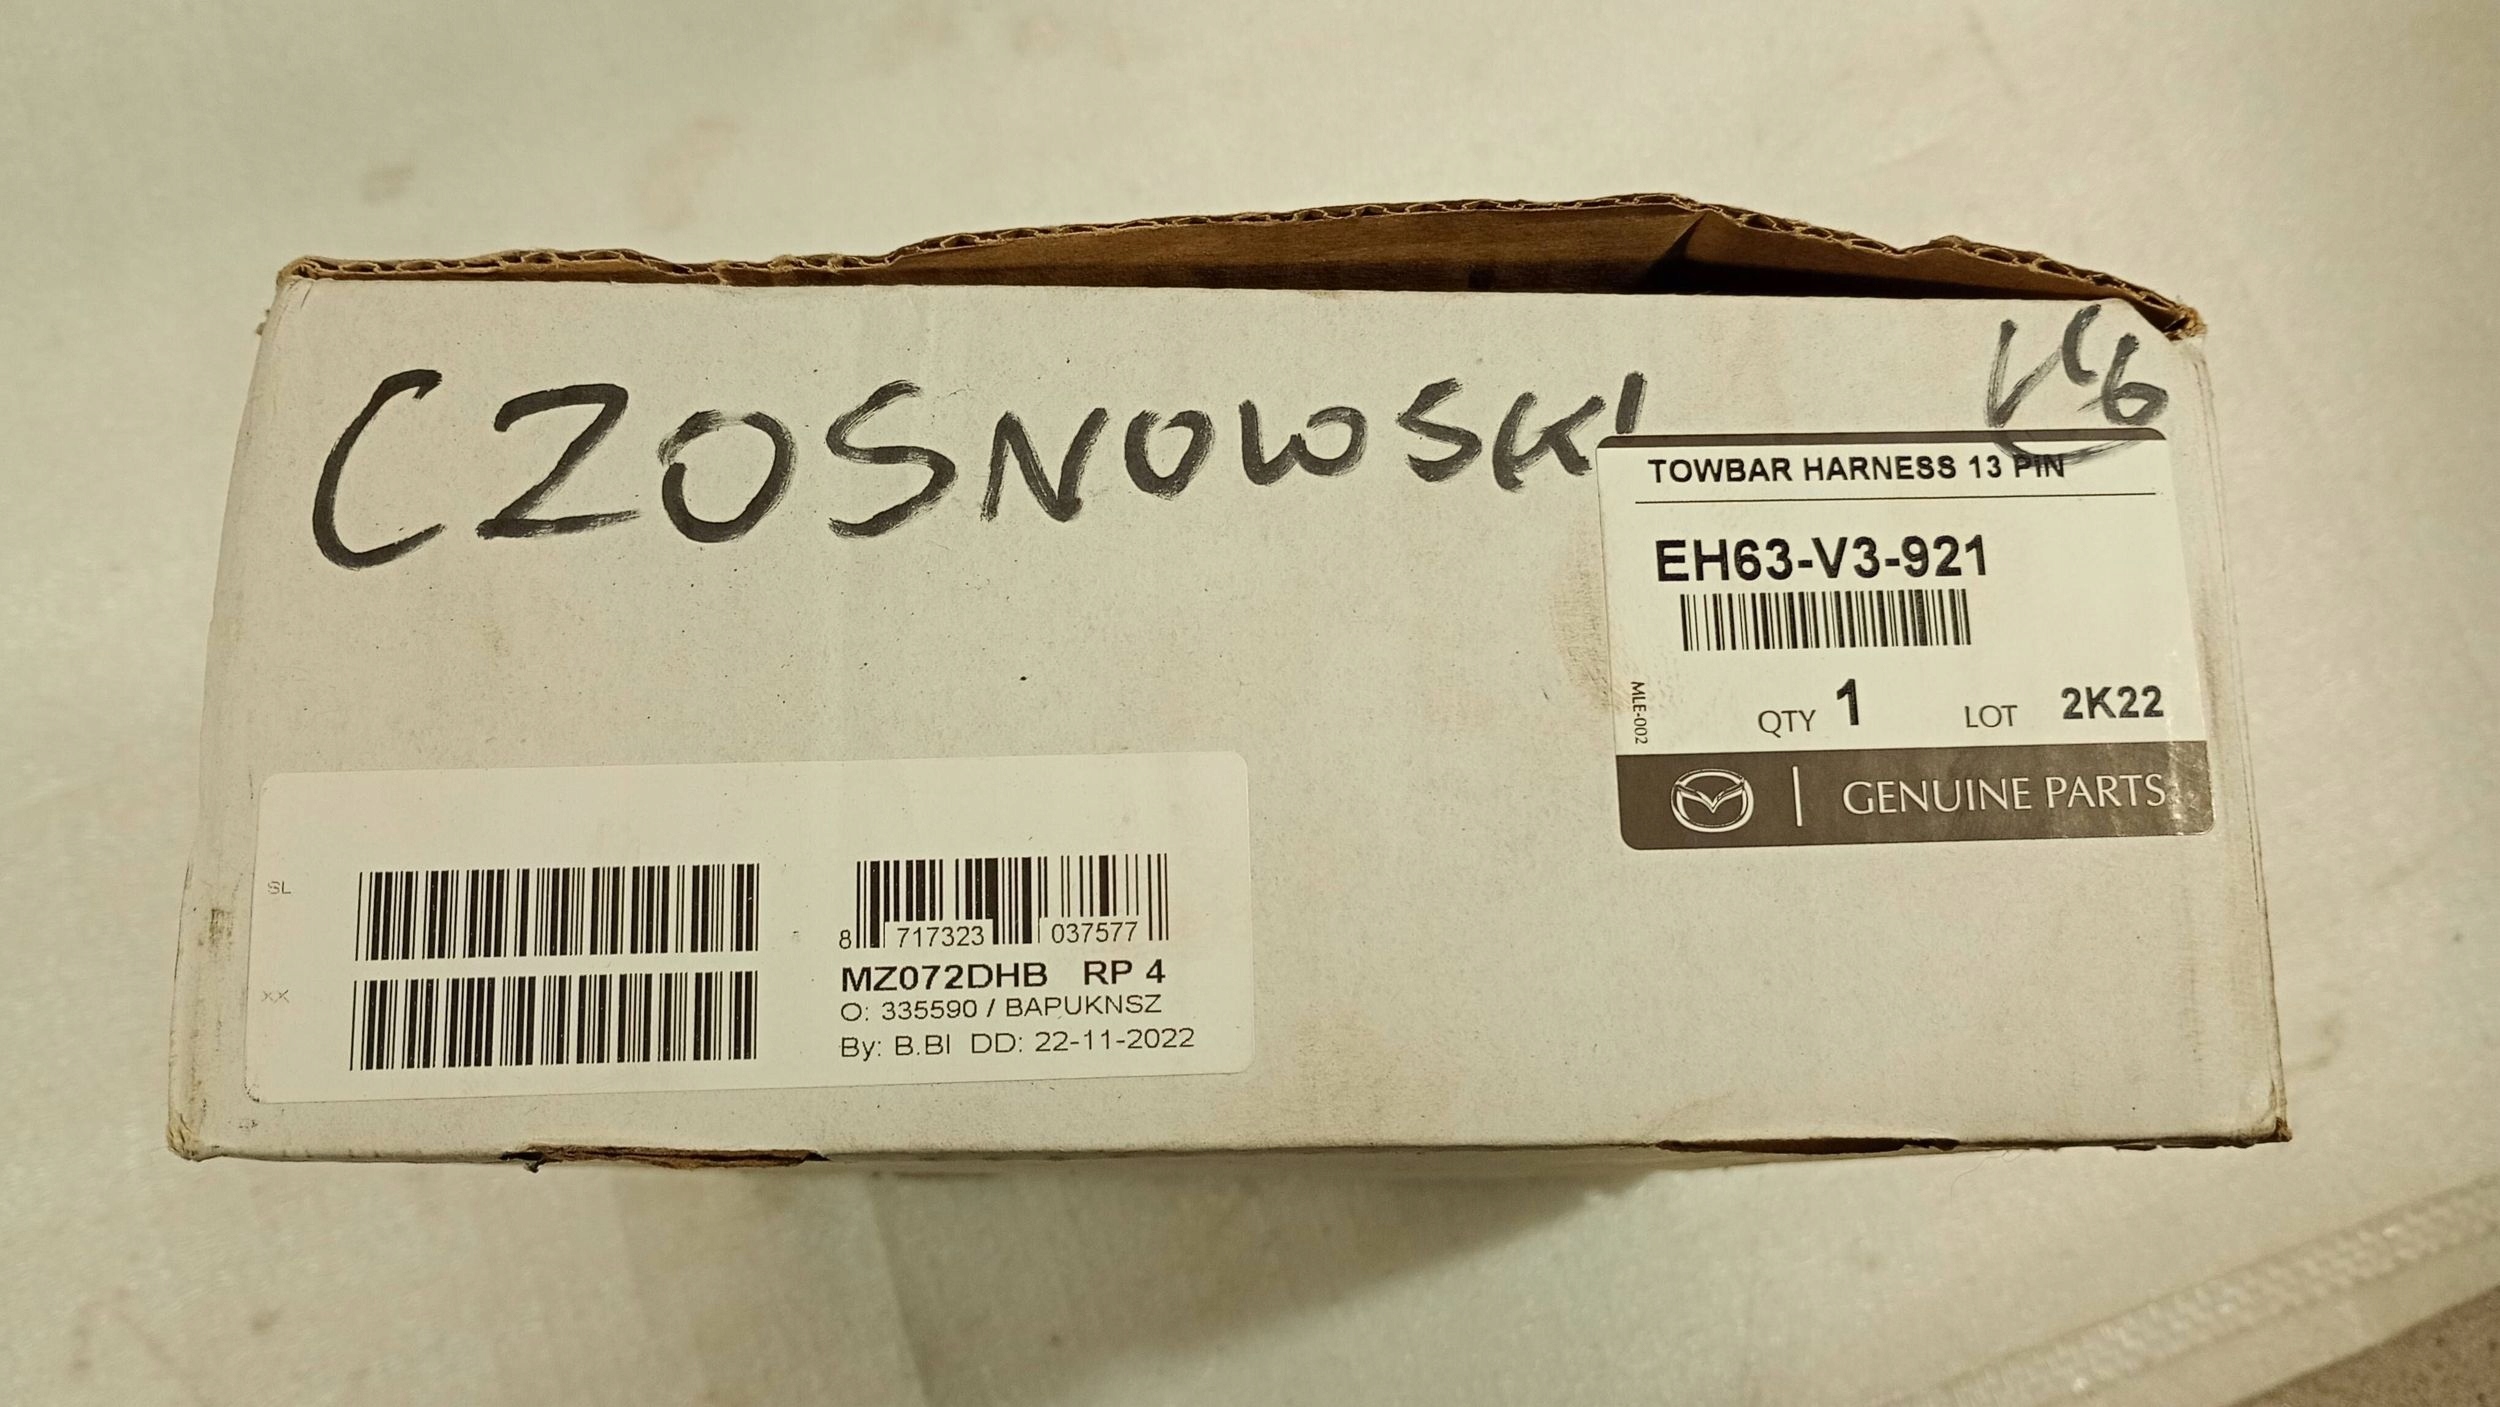 CZOSNOWSKI
TOWBAR HARNESS 13 PIN
EH63-V3-921
MLE-002
QTY 1 LOT 2K22
GENUINE PARTS
SL
XX
8 717323 037577
MZ072DHB RP 4
O: 335590 / BAPUKNSZ
By: B.BI DD: 22-11-2022